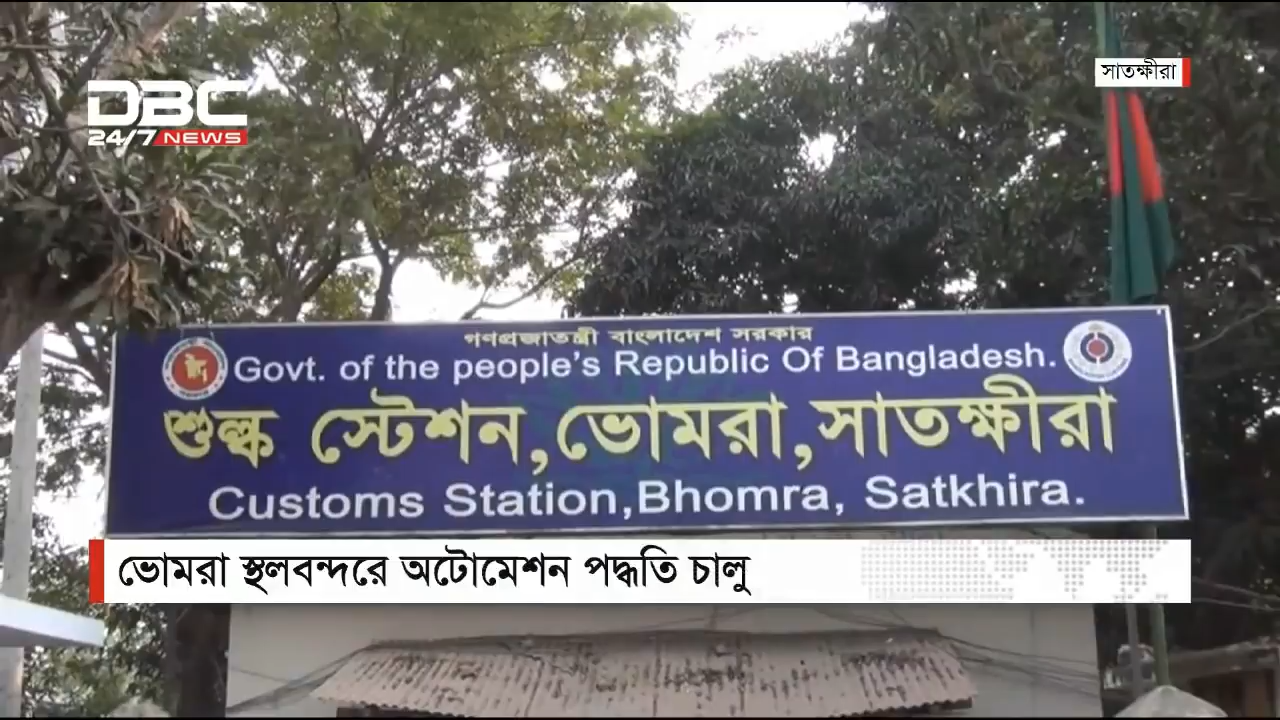 সাতক্ষীরা
DBC
24/7 NEWS
গণপ্রজাতন্ত্রী বাংলাদেশ সরকার
Govt. of the people's Republic Of Bangladesh.
শুল্ক স্টেশন,ভোমরা,সাতক্ষীরা
Customs Station,Bhomra, Satkhira.
ভোমরা স্থলবন্দরে অটোমেশন পদ্ধতি চালু